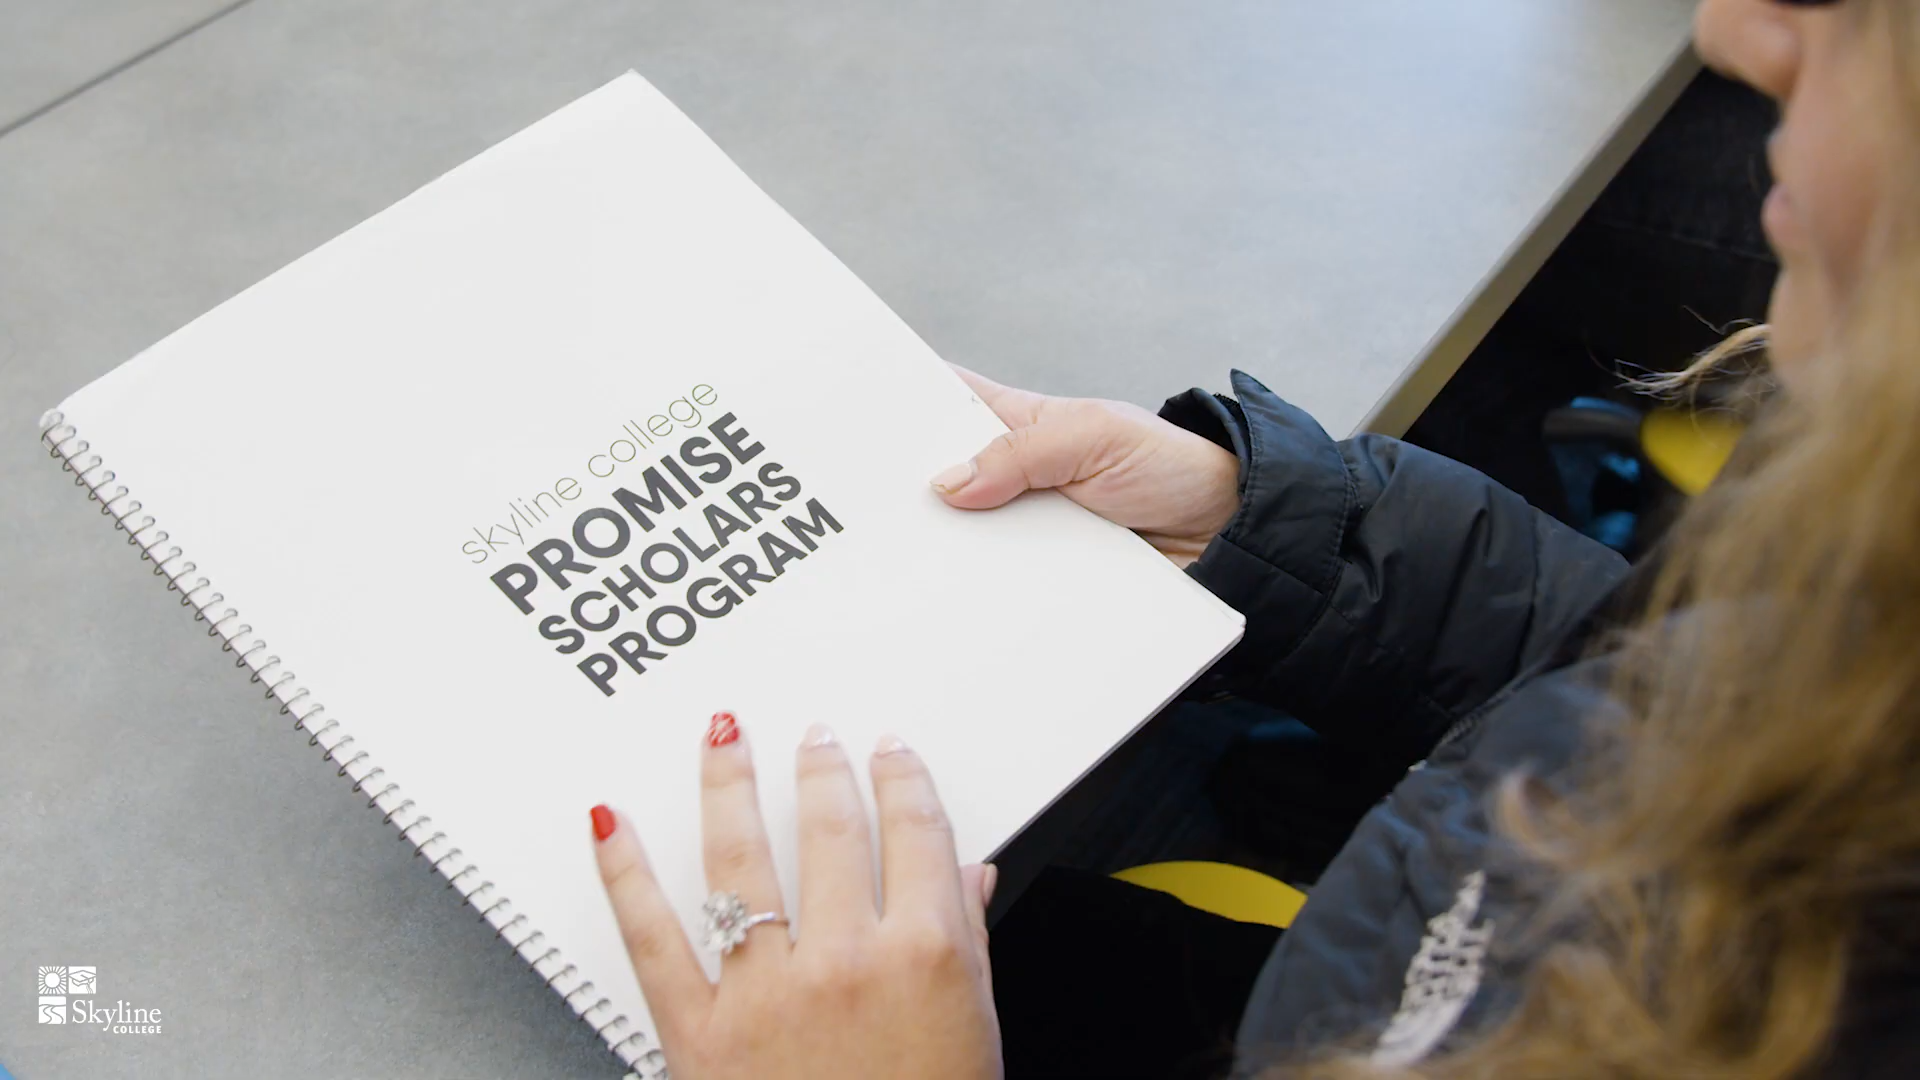 skyline college
PROMISE
SCHOLARS
PROGRAM
Skyline
COLLEGE